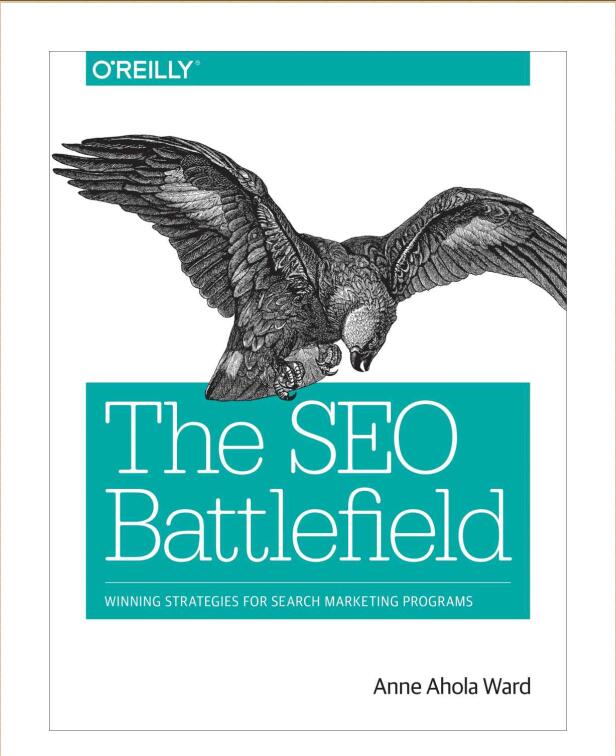 O'REILLY®
The SEO
Battlefield
WINNING STRATEGIES FOR SEARCH MARKETING PROGRAMS
Anne Ahola Ward